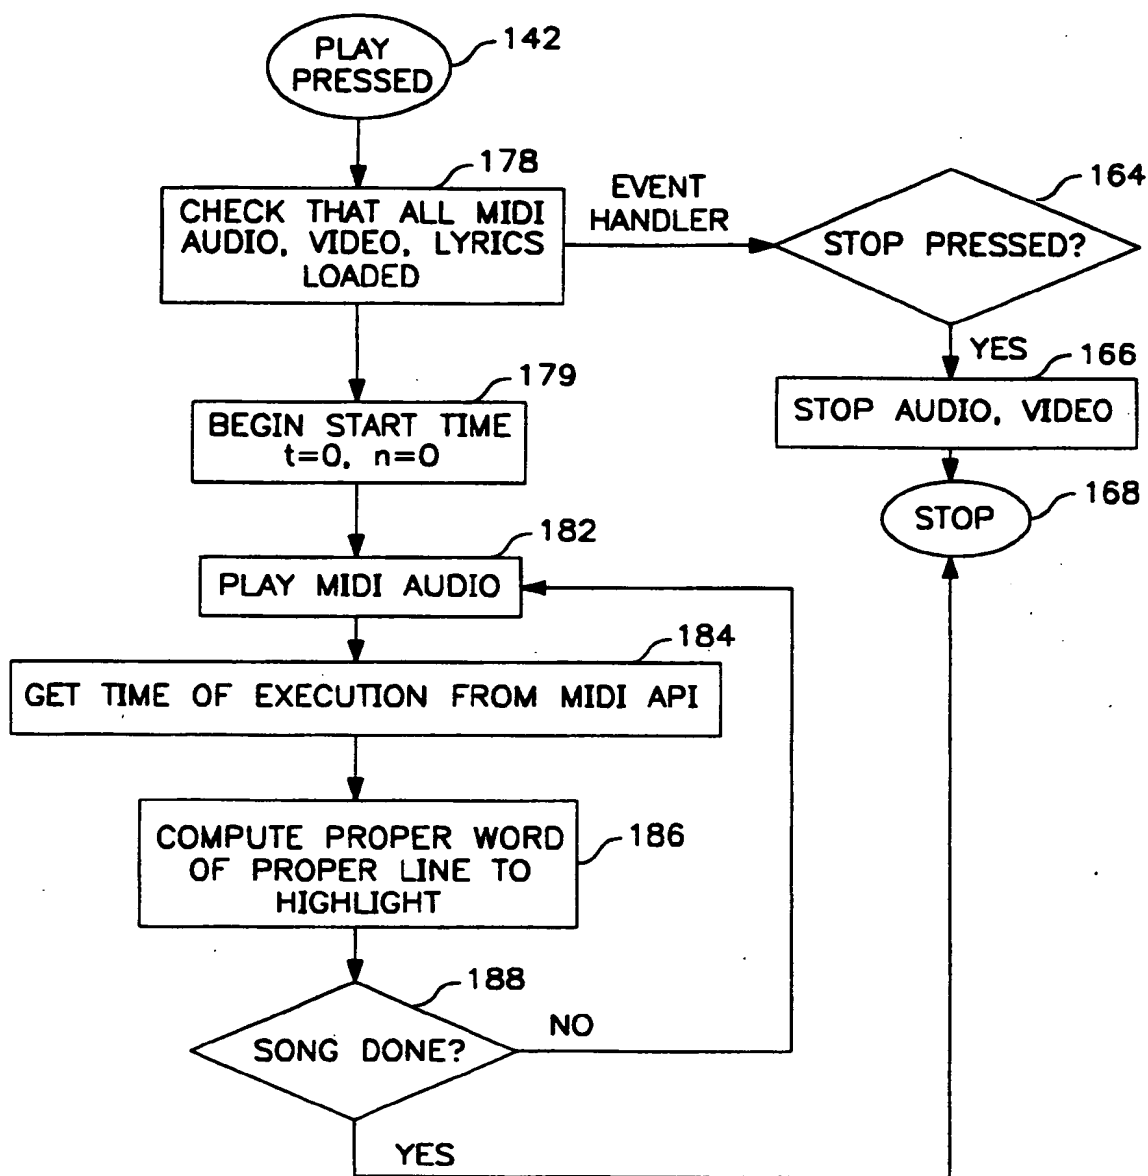 PLAY
PRESSED
142
178
CHECK THAT ALL MIDI
AUDIO, VIDEO, LYRICS
LOADED
EVENT
HANDLER
164
STOP PRESSED?
YES
166
STOP AUDIO, VIDEO
168
STOP
179
BEGIN START TIME
t=0, n=0
182
PLAY MIDI AUDIO
184
GET TIME OF EXECUTION FROM MIDI API
COMPUTE PROPER WORD
OF PROPER LINE TO
HIGHLIGHT
186
188
SONG DONE?
NO
YES